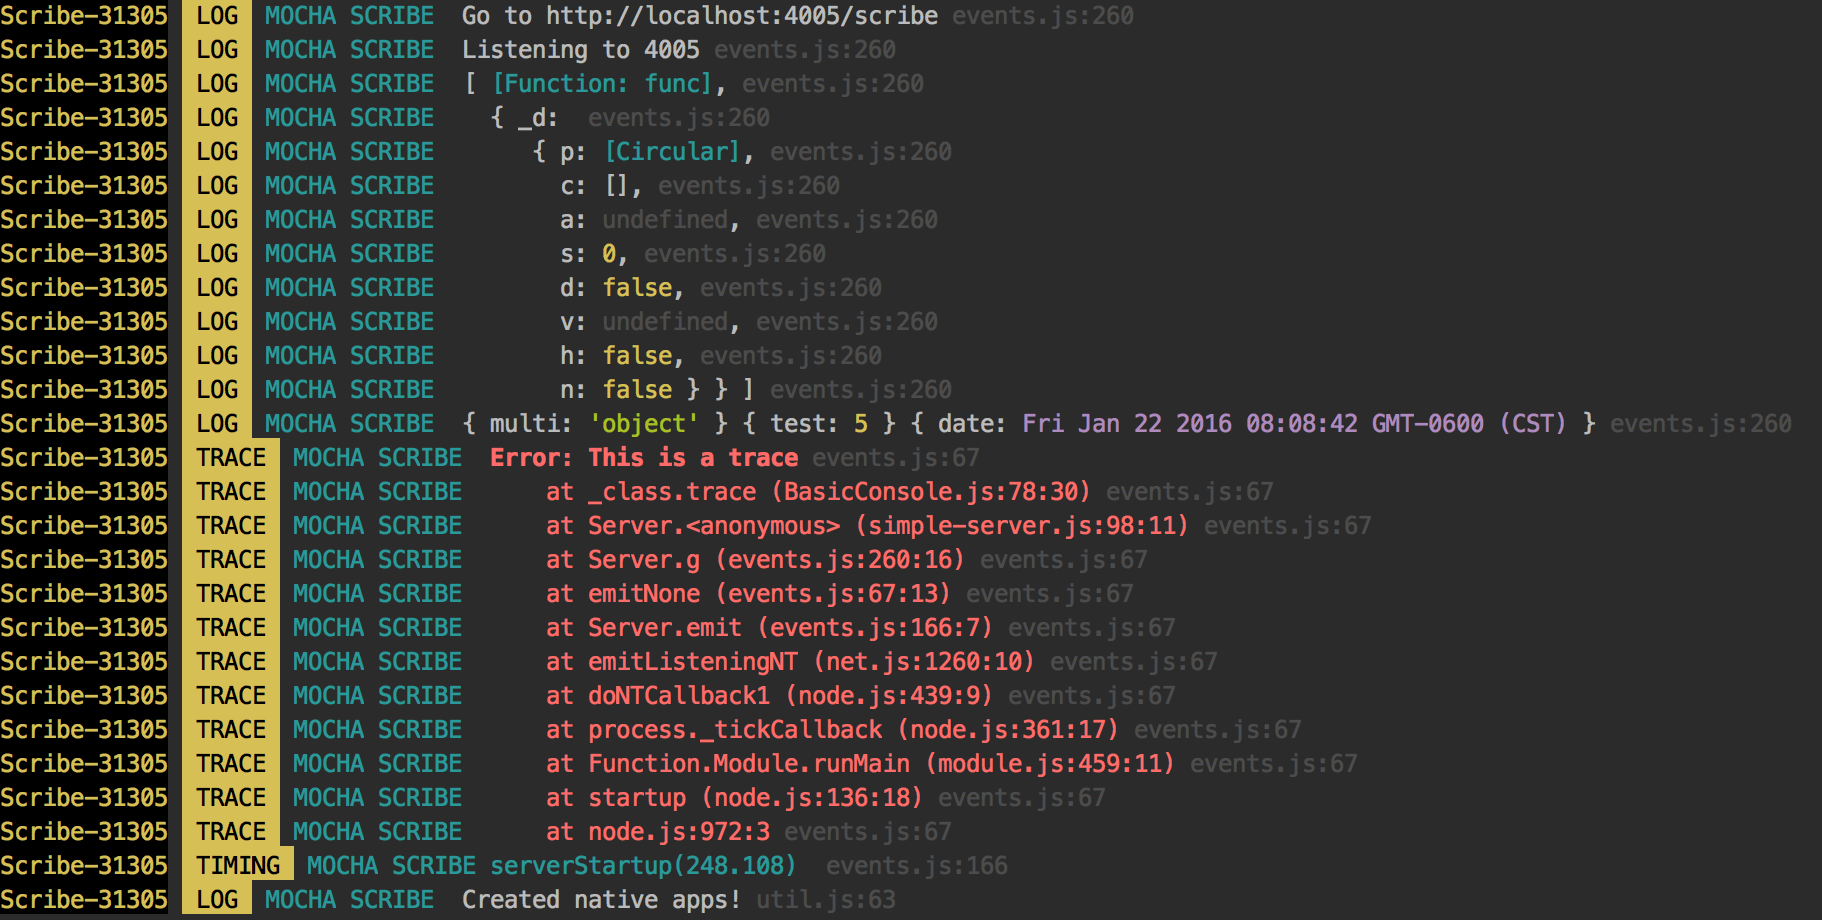 Scribe-31305 LOG MOCHA SCRIBE Go to http://localhost:4005/scribe events.js:260
Scribe-31305 LOG MOCHA SCRIBE Listening to 4005 events.js:260
Scribe-31305 LOG MOCHA SCRIBE [ [Function: func], events.js:260
Scribe-31305 LOG MOCHA SCRIBE { _d: events.js:260
Scribe-31305 LOG MOCHA SCRIBE { p: [Circular], events.js:260
Scribe-31305 LOG MOCHA SCRIBE c: [], events.js:260
Scribe-31305 LOG MOCHA SCRIBE a: undefined, events.js:260
Scribe-31305 LOG MOCHA SCRIBE s: 0, events.js:260
Scribe-31305 LOG MOCHA SCRIBE d: false, events.js:260
Scribe-31305 LOG MOCHA SCRIBE v: undefined, events.js:260
Scribe-31305 LOG MOCHA SCRIBE h: false, events.js:260
Scribe-31305 LOG MOCHA SCRIBE n: false } } ] events.js:260
Scribe-31305 LOG MOCHA SCRIBE { multi: 'object' } { test: 5 } { date: Fri Jan 22 2016 08:08:42 GMT-0600 (CST) } events.js:260
Scribe-31305 TRACE MOCHA SCRIBE Error: This is a trace events.js:67
Scribe-31305 TRACE MOCHA SCRIBE at _class.trace (BasicConsole.js:78:30) events.js:67
Scribe-31305 TRACE MOCHA SCRIBE at Server.<anonymous> (simple-server.js:98:11) events.js:67
Scribe-31305 TRACE MOCHA SCRIBE at Server.g (events.js:260:16) events.js:67
Scribe-31305 TRACE MOCHA SCRIBE at emitNone (events.js:67:13) events.js:67
Scribe-31305 TRACE MOCHA SCRIBE at Server.emit (events.js:166:7) events.js:67
Scribe-31305 TRACE MOCHA SCRIBE at emitListeningNT (net.js:1260:10) events.js:67
Scribe-31305 TRACE MOCHA SCRIBE at doNTCallback1 (node.js:439:9) events.js:67
Scribe-31305 TRACE MOCHA SCRIBE at process._tickCallback (node.js:361:17) events.js:67
Scribe-31305 TRACE MOCHA SCRIBE at Function.Module.runMain (module.js:459:11) events.js:67
Scribe-31305 TRACE MOCHA SCRIBE at startup (node.js:136:18) events.js:67
Scribe-31305 TRACE MOCHA SCRIBE at node.js:972:3 events.js:67
Scribe-31305 TIMING MOCHA SCRIBE serverStartup(248.108) events.js:166
Scribe-31305 LOG MOCHA SCRIBE Created native apps! util.js:63